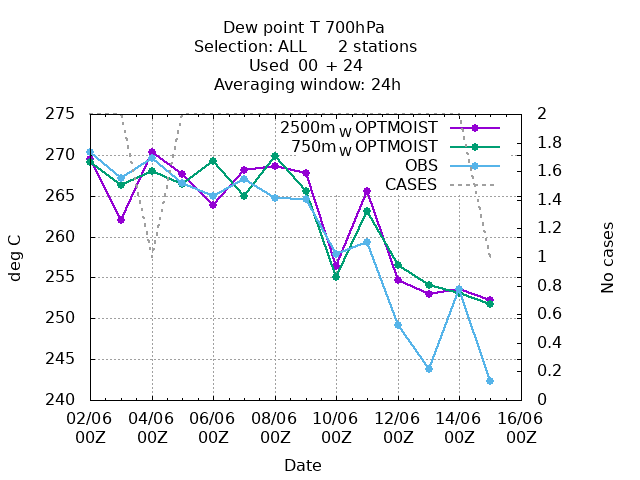 Dew point T 700hPa
Selection: ALL      2 stations
Used  00  + 24
Averaging window: 24h
275
270
265
260
255
250
245
240
deg C
2
1.8
1.6
1.4
1.2
1
0.8
0.6
0.4
0.2
0
No cases
2500m W OPTMOIST
750m W OPTMOIST
OBS
CASES
02/06 04/06 06/06 08/06 10/06 12/06 14/06 16/06
00Z 00Z 00Z 00Z 00Z 00Z 00Z 00Z
Date